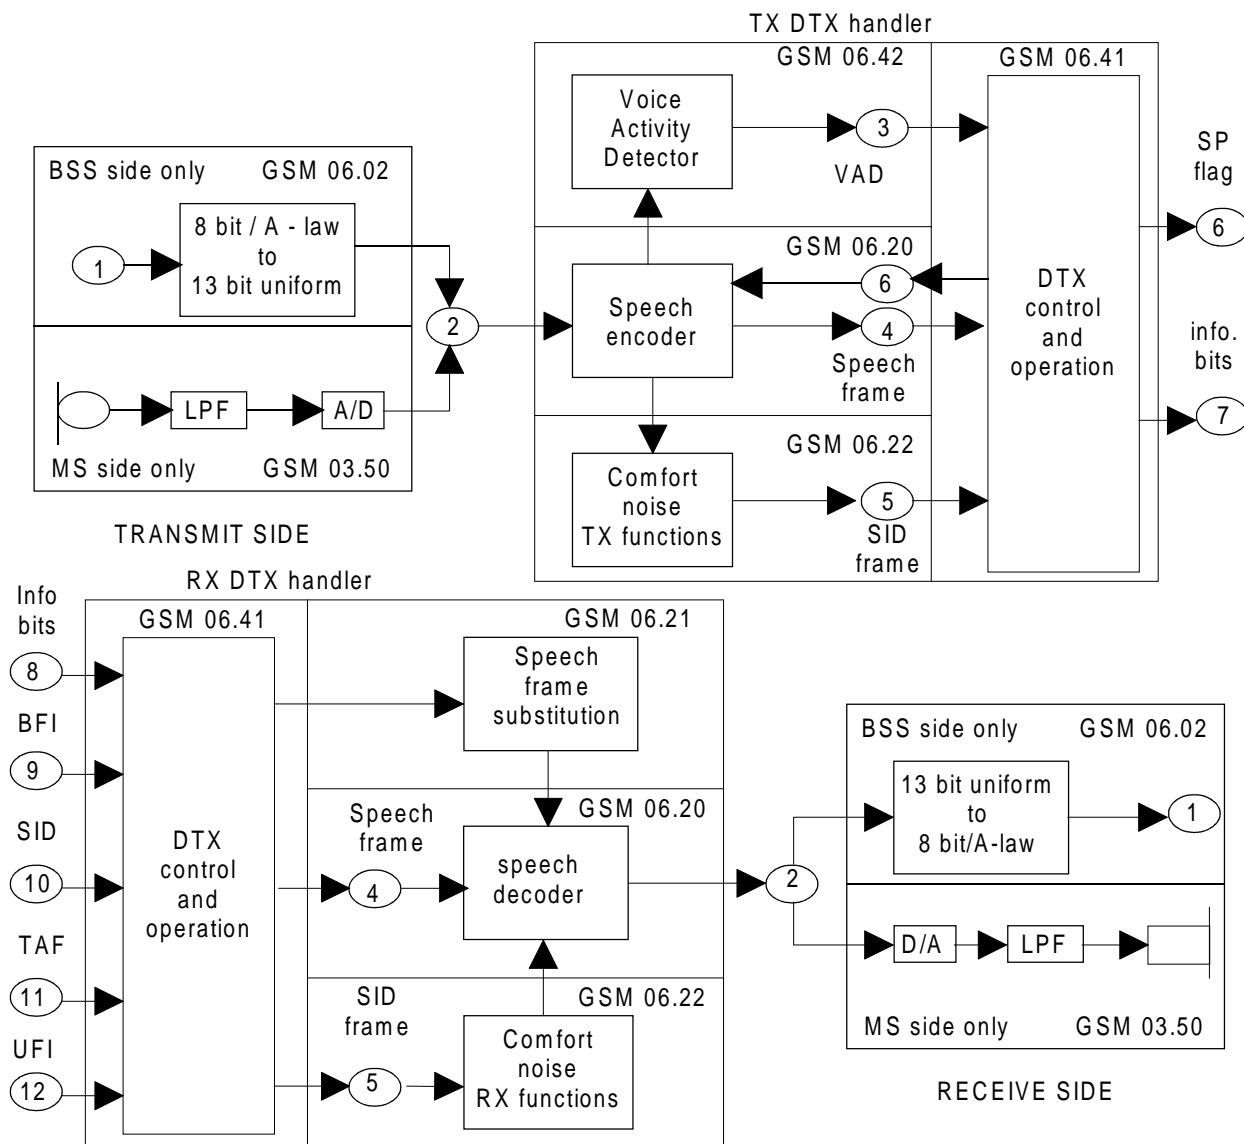 TX DTX handler
GSM 06.42
GSM 06.41
Voice
Activity
Detector
3
VAD
SP
flag
6
BSS side only
GSM 06.02
8 bit / A - law
to
13 bit uniform
1
2
GSM 06.20
6
Speech
encoder
4
Speech
frame
DTX
control
and
operation
info.
bits
7
LPF
A/D
MS side only
GSM 03.50
GSM 06.22
Comfort
noise
TX functions
5
SID
frame
TRANSMIT SIDE
RX DTX handler
Info
bits
8
BFI
9
SID
10
TAF
11
UFI
12
GSM 06.41
DTX
control
and
operation
GSM 06.21
Speech
frame
substitution
GSM 06.20
Speech
frame
4
speech
decoder
SID
frame
5
GSM 06.22
Comfort
noise
RX functions
2
BSS side only
GSM 06.02
13 bit uniform
to
8 bit/A-law
1
D/A
LPF
MS side only
GSM 03.50
RECEIVE SIDE